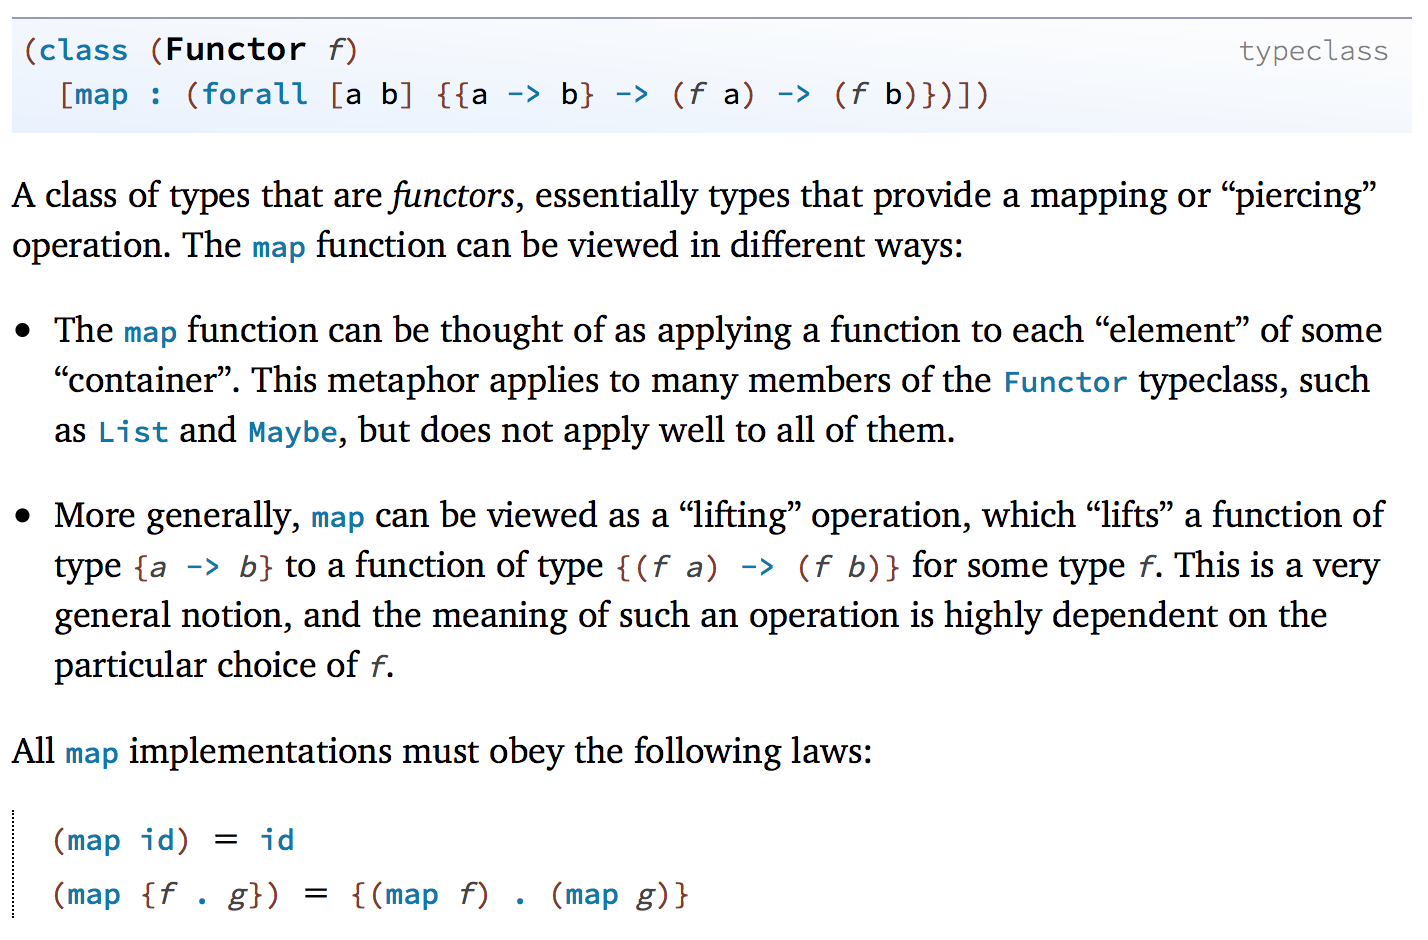 (class (Functor f) typeclass
[map : (forall [a b] {{a -> b} -> (f a) -> (f b)})])
A class of types that are functors, essentially types that provide a mapping or “piercing”
operation. The map function can be viewed in different ways:
• The map function can be thought of as applying a function to each “element” of some
“container”. This metaphor applies to many members of the Functor typeclass, such
as List and Maybe, but does not apply well to all of them.
• More generally, map can be viewed as a “lifting” operation, which “lifts” a function of
type {a -> b} to a function of type {(f a) -> (f b)} for some type f. This is a very
general notion, and the meaning of such an operation is highly dependent on the
particular choice of f.
All map implementations must obey the following laws:
(map id) = id
(map {f . g}) = {(map f) . (map g)}